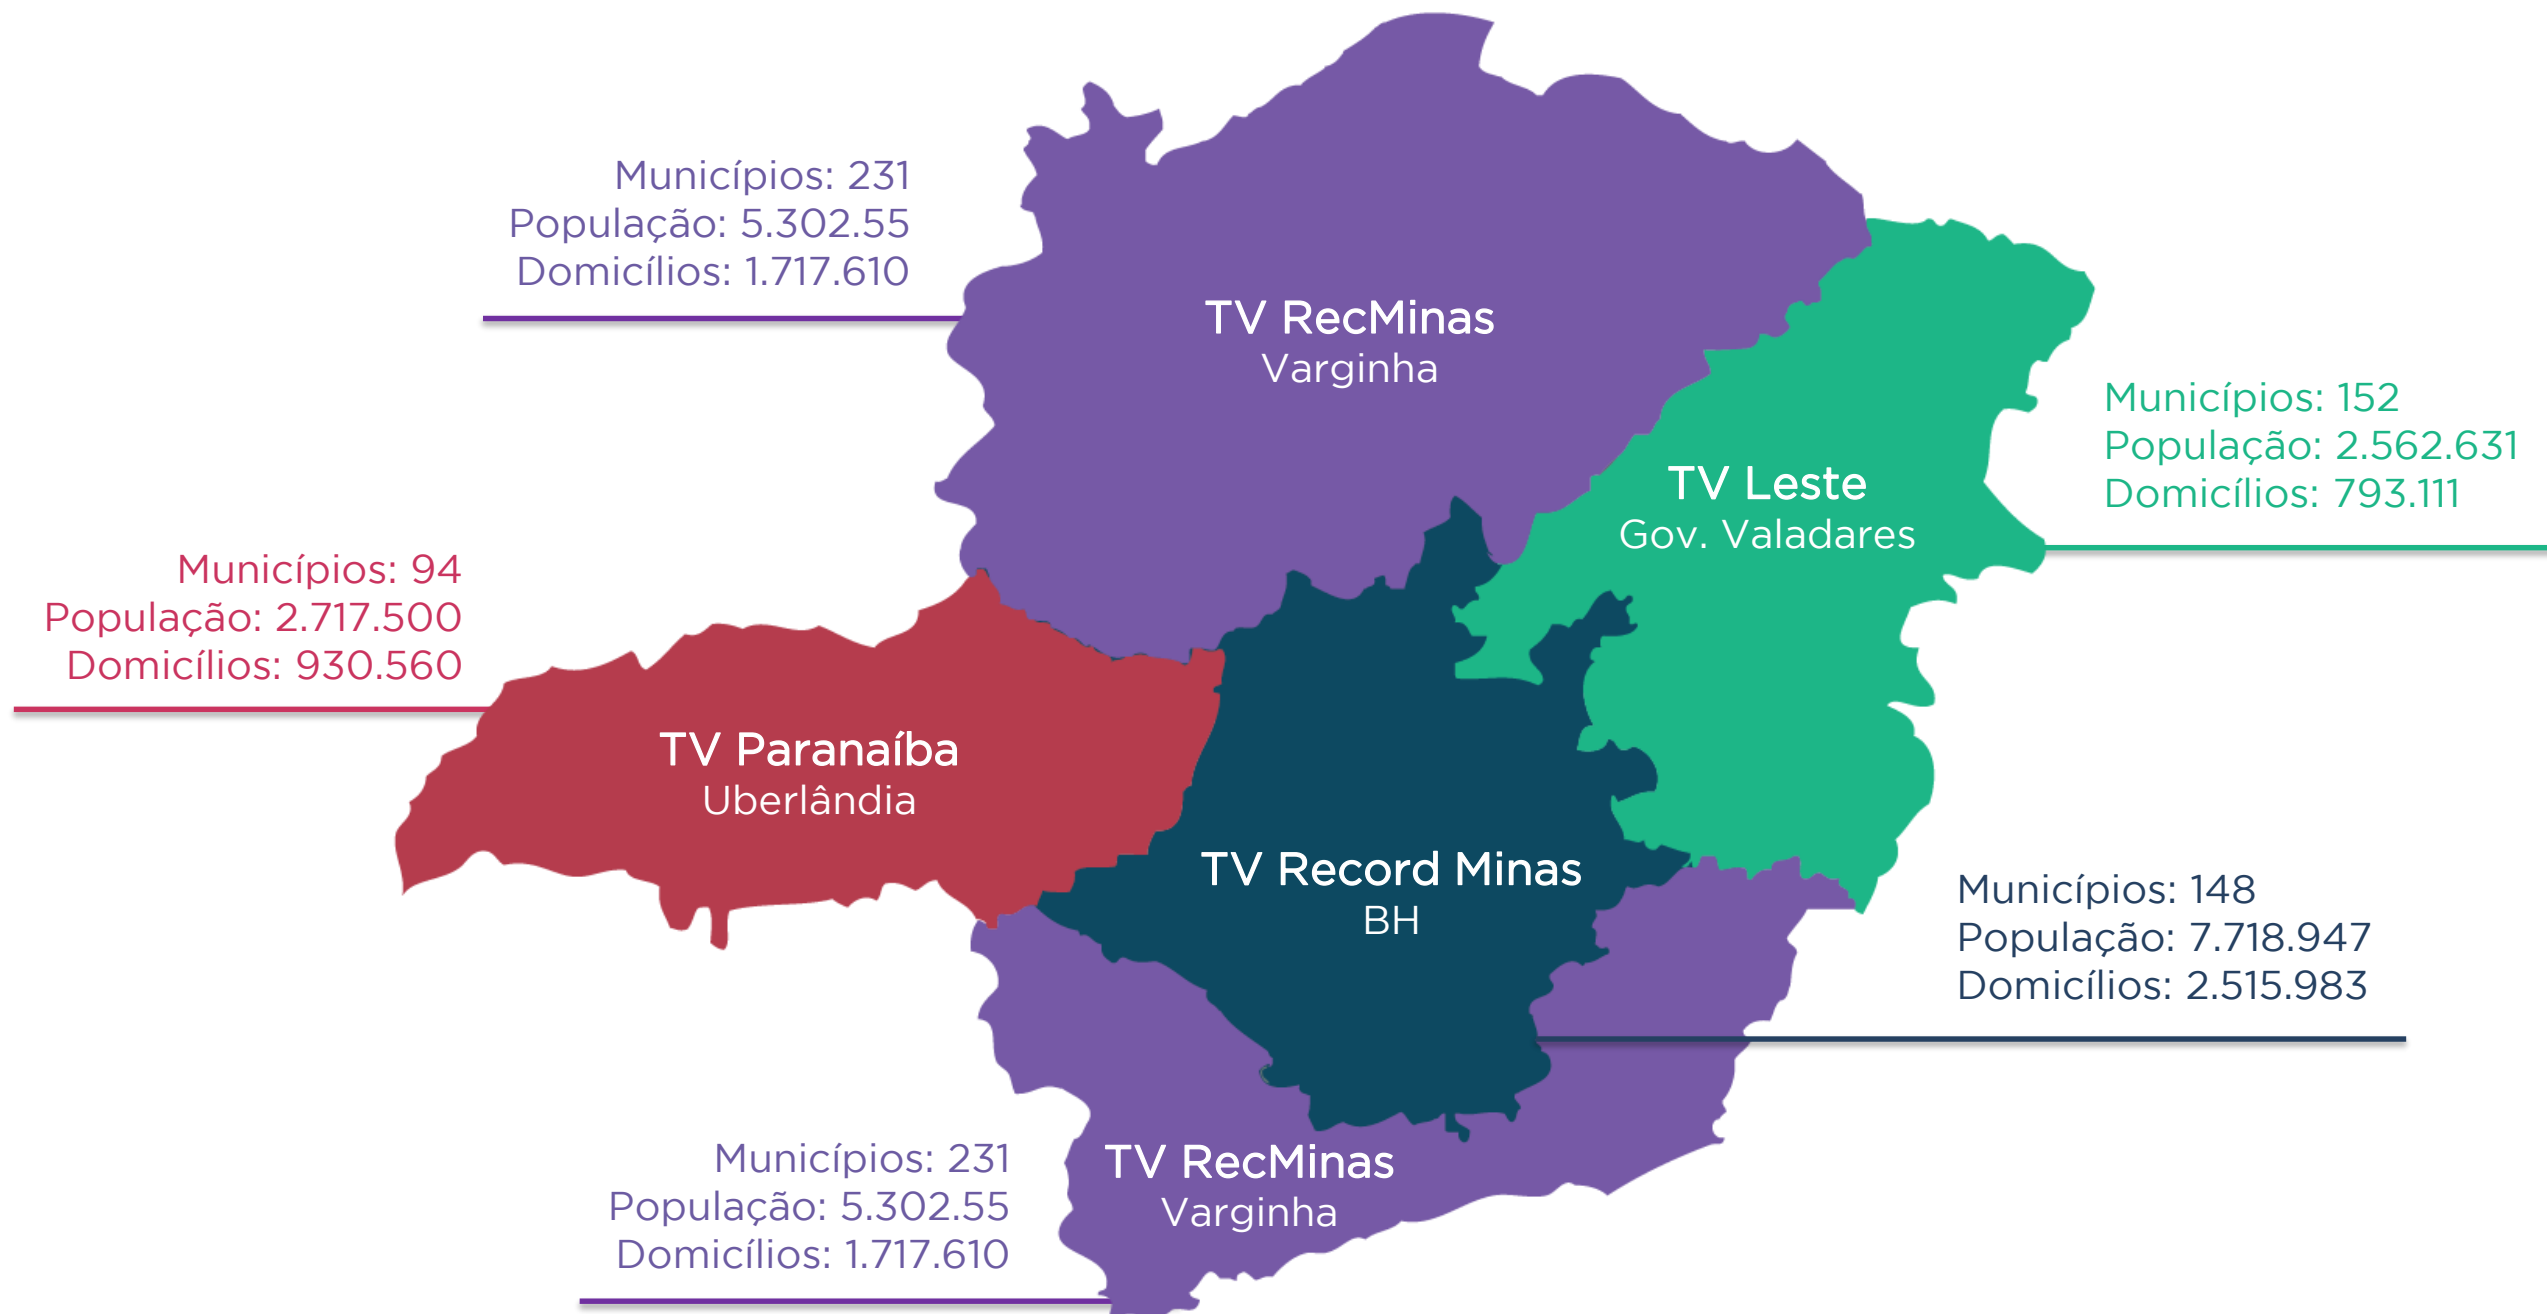 Municípios: 231
População: 5.302.55
Domicílios: 1.717.610
TV RecMinas
Varginha
Municípios: 152
População: 2.562.631
Domicílios: 793.111
TV Leste
Gov. Valadares
Municípios: 94
População: 2.717.500
Domicílios: 930.560
TV Paranaíba
Uberlândia
TV Record Minas
BH
Municípios: 148
População: 7.718.947
Domicílios: 2.515.983
Municípios: 231
População: 5.302.55
Domicílios: 1.717.610
TV RecMinas
Varginha